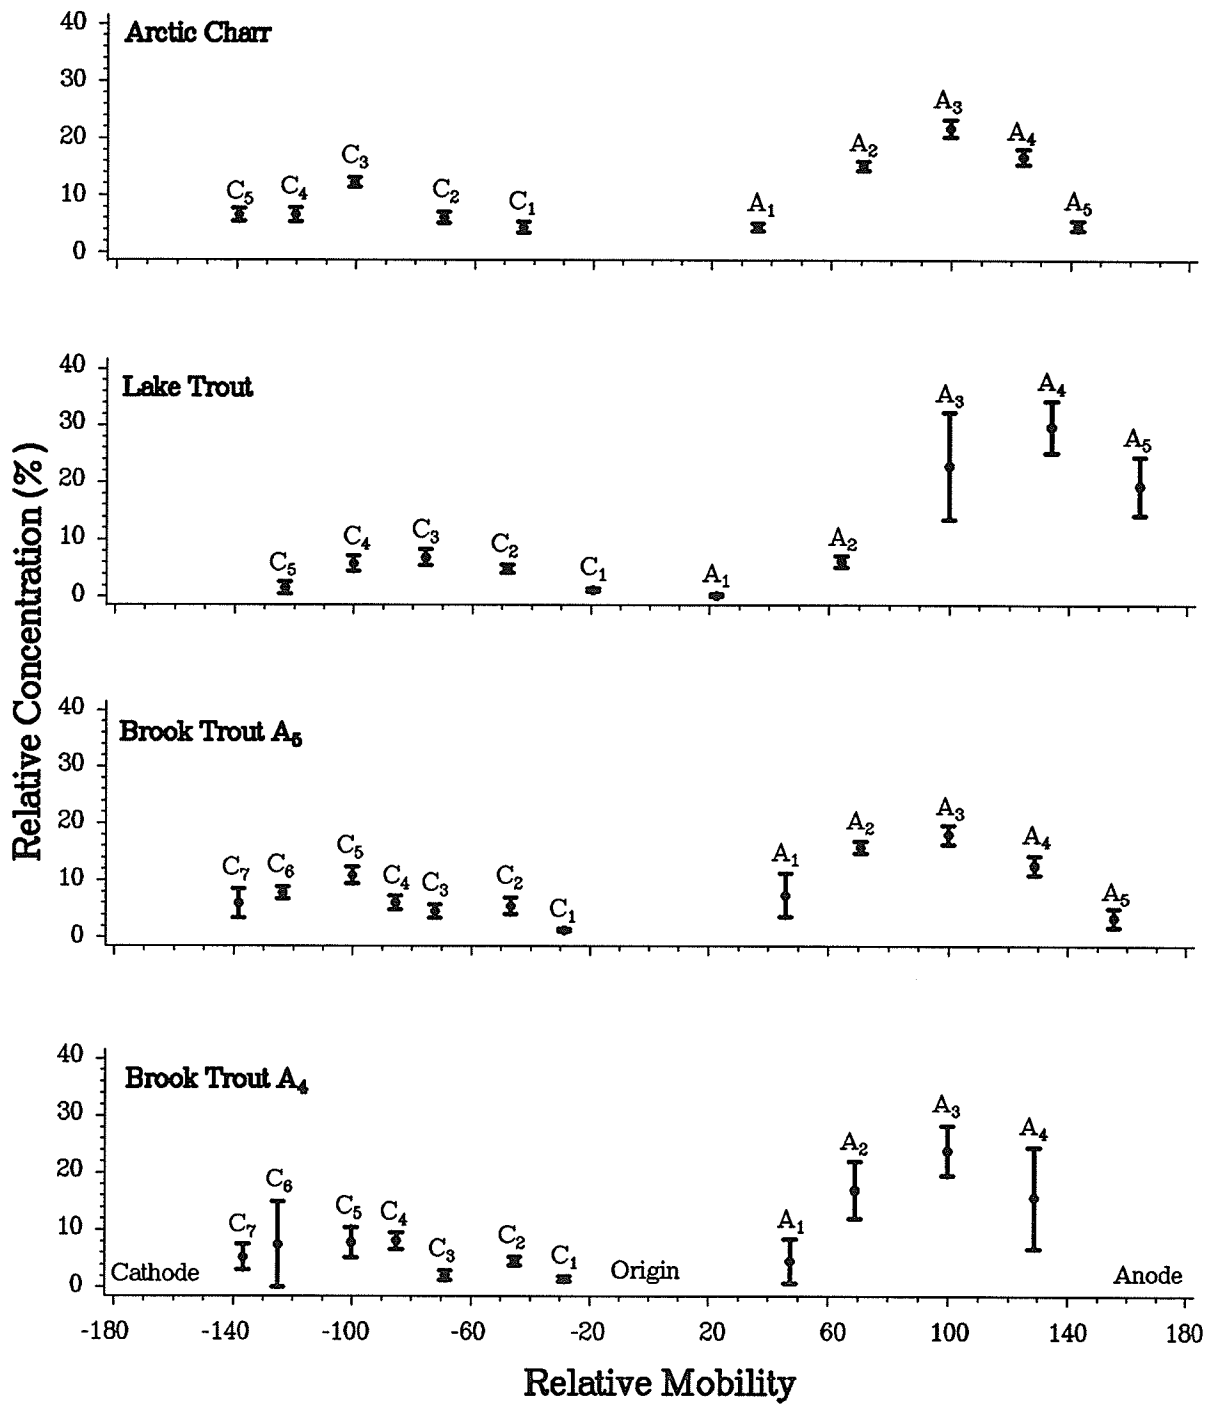 Relative Concentration (%)
Arctic Charr
40
30
20
10
0
C5 C4 C3 C2 C1 A1 A2 A3 A4 A5
Lake Trout
40
30
20
10
0
C5 C4 C3 C2 C1 A1 A2 A3 A4 A5
Brook Trout A5
40
30
20
10
0
C7 C6 C5 C4 C3 C2 C1 A1 A2 A3 A4 A5
Brook Trout A4
40
30
20
10
0
C7 C6 C5 C4 C3 C2 C1 A1 A2 A3 A4
Cathode Origin Anode
-180 -140 -100 -60 -20 20 60 100 140 180
Relative Mobility